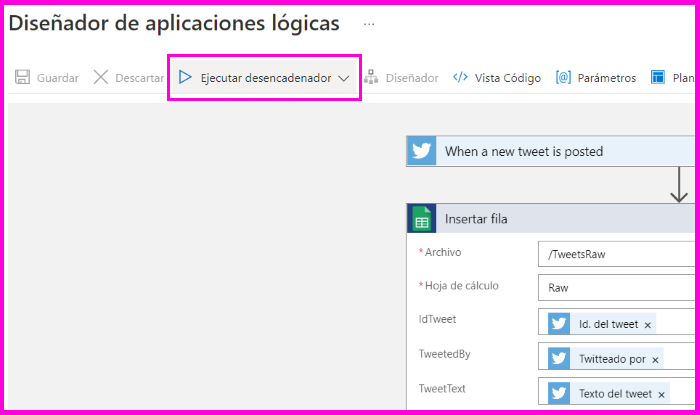 Diseñador de aplicaciones lógicas ...
Guardar Descartar Ejecutar desencadenador Diseñador Vista Código [@] Parámetros Plan
When a new tweet is posted
Insertar fila
* Archivo /TweetsRaw
* Hoja de cálculo Raw
IdTweet Id. del tweet ×
TweetedBy Twitteado por ×
TweetText Texto del tweet ×